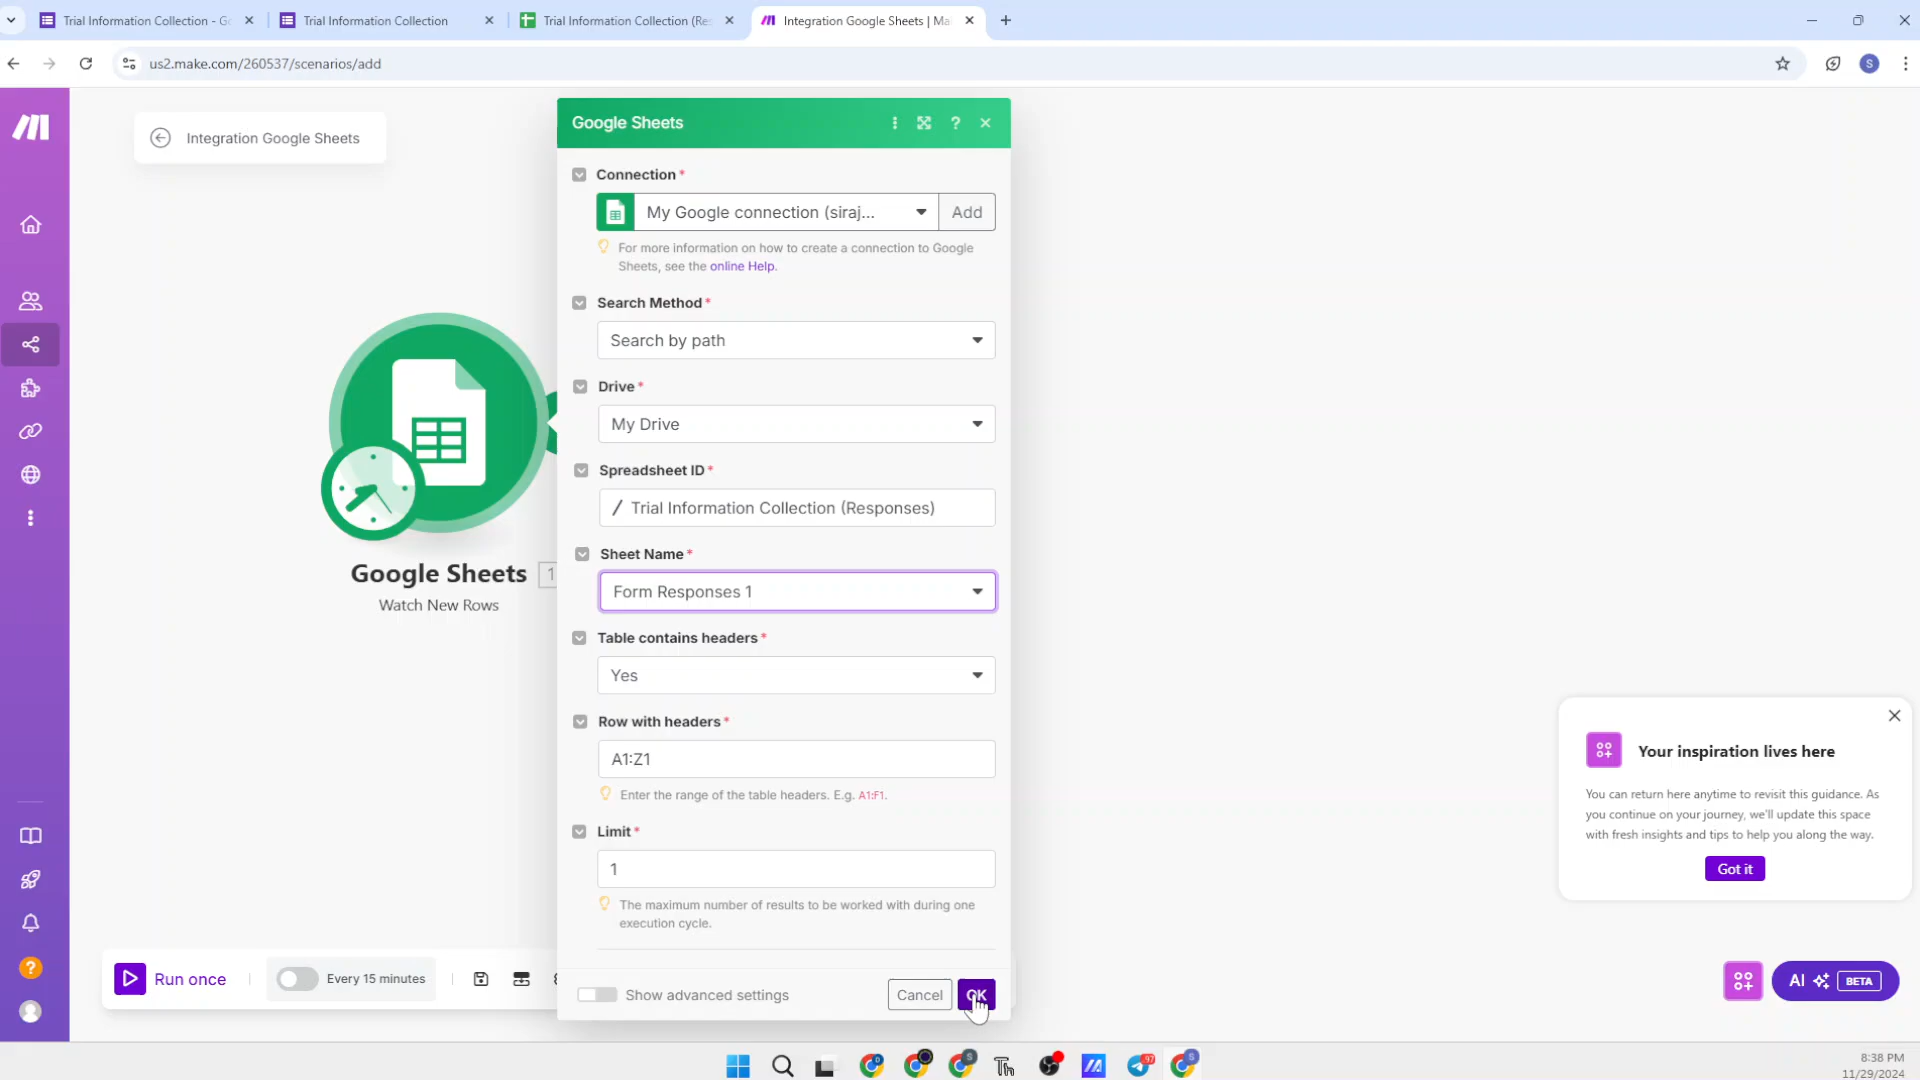 Trial Information Collection - Go
Trial Information Collection
Trial Information Collection (Res
Integration Google Sheets | Ma
us2.make.com/260537/scenarios/add
S
Integration Google Sheets
Google Sheets
?
Connection *
My Google connection (siraj...
Add
For more information on how to create a connection to Google
Sheets, see the online Help.
Search Method *
Search by path
Drive *
My Drive
Spreadsheet ID *
/ Trial Information Collection (Responses)
Sheet Name *
Form Responses 1
Table contains headers *
Yes
Row with headers *
A1:Z1
Enter the range of the table headers. E.g. A1:F1.
Limit *
1
The maximum number of results to be worked with during one
execution cycle.
Show advanced settings
Cancel
OK
Google Sheets
1
Watch New Rows
Your inspiration lives here
You can return here anytime to revisit this guidance. As
you continue on your journey, we'll update this space
with fresh insights and tips to help you along the way.
Got it
Run once
Every 15 minutes
AI
BETA
?
97
8:38 PM
11/29/2024